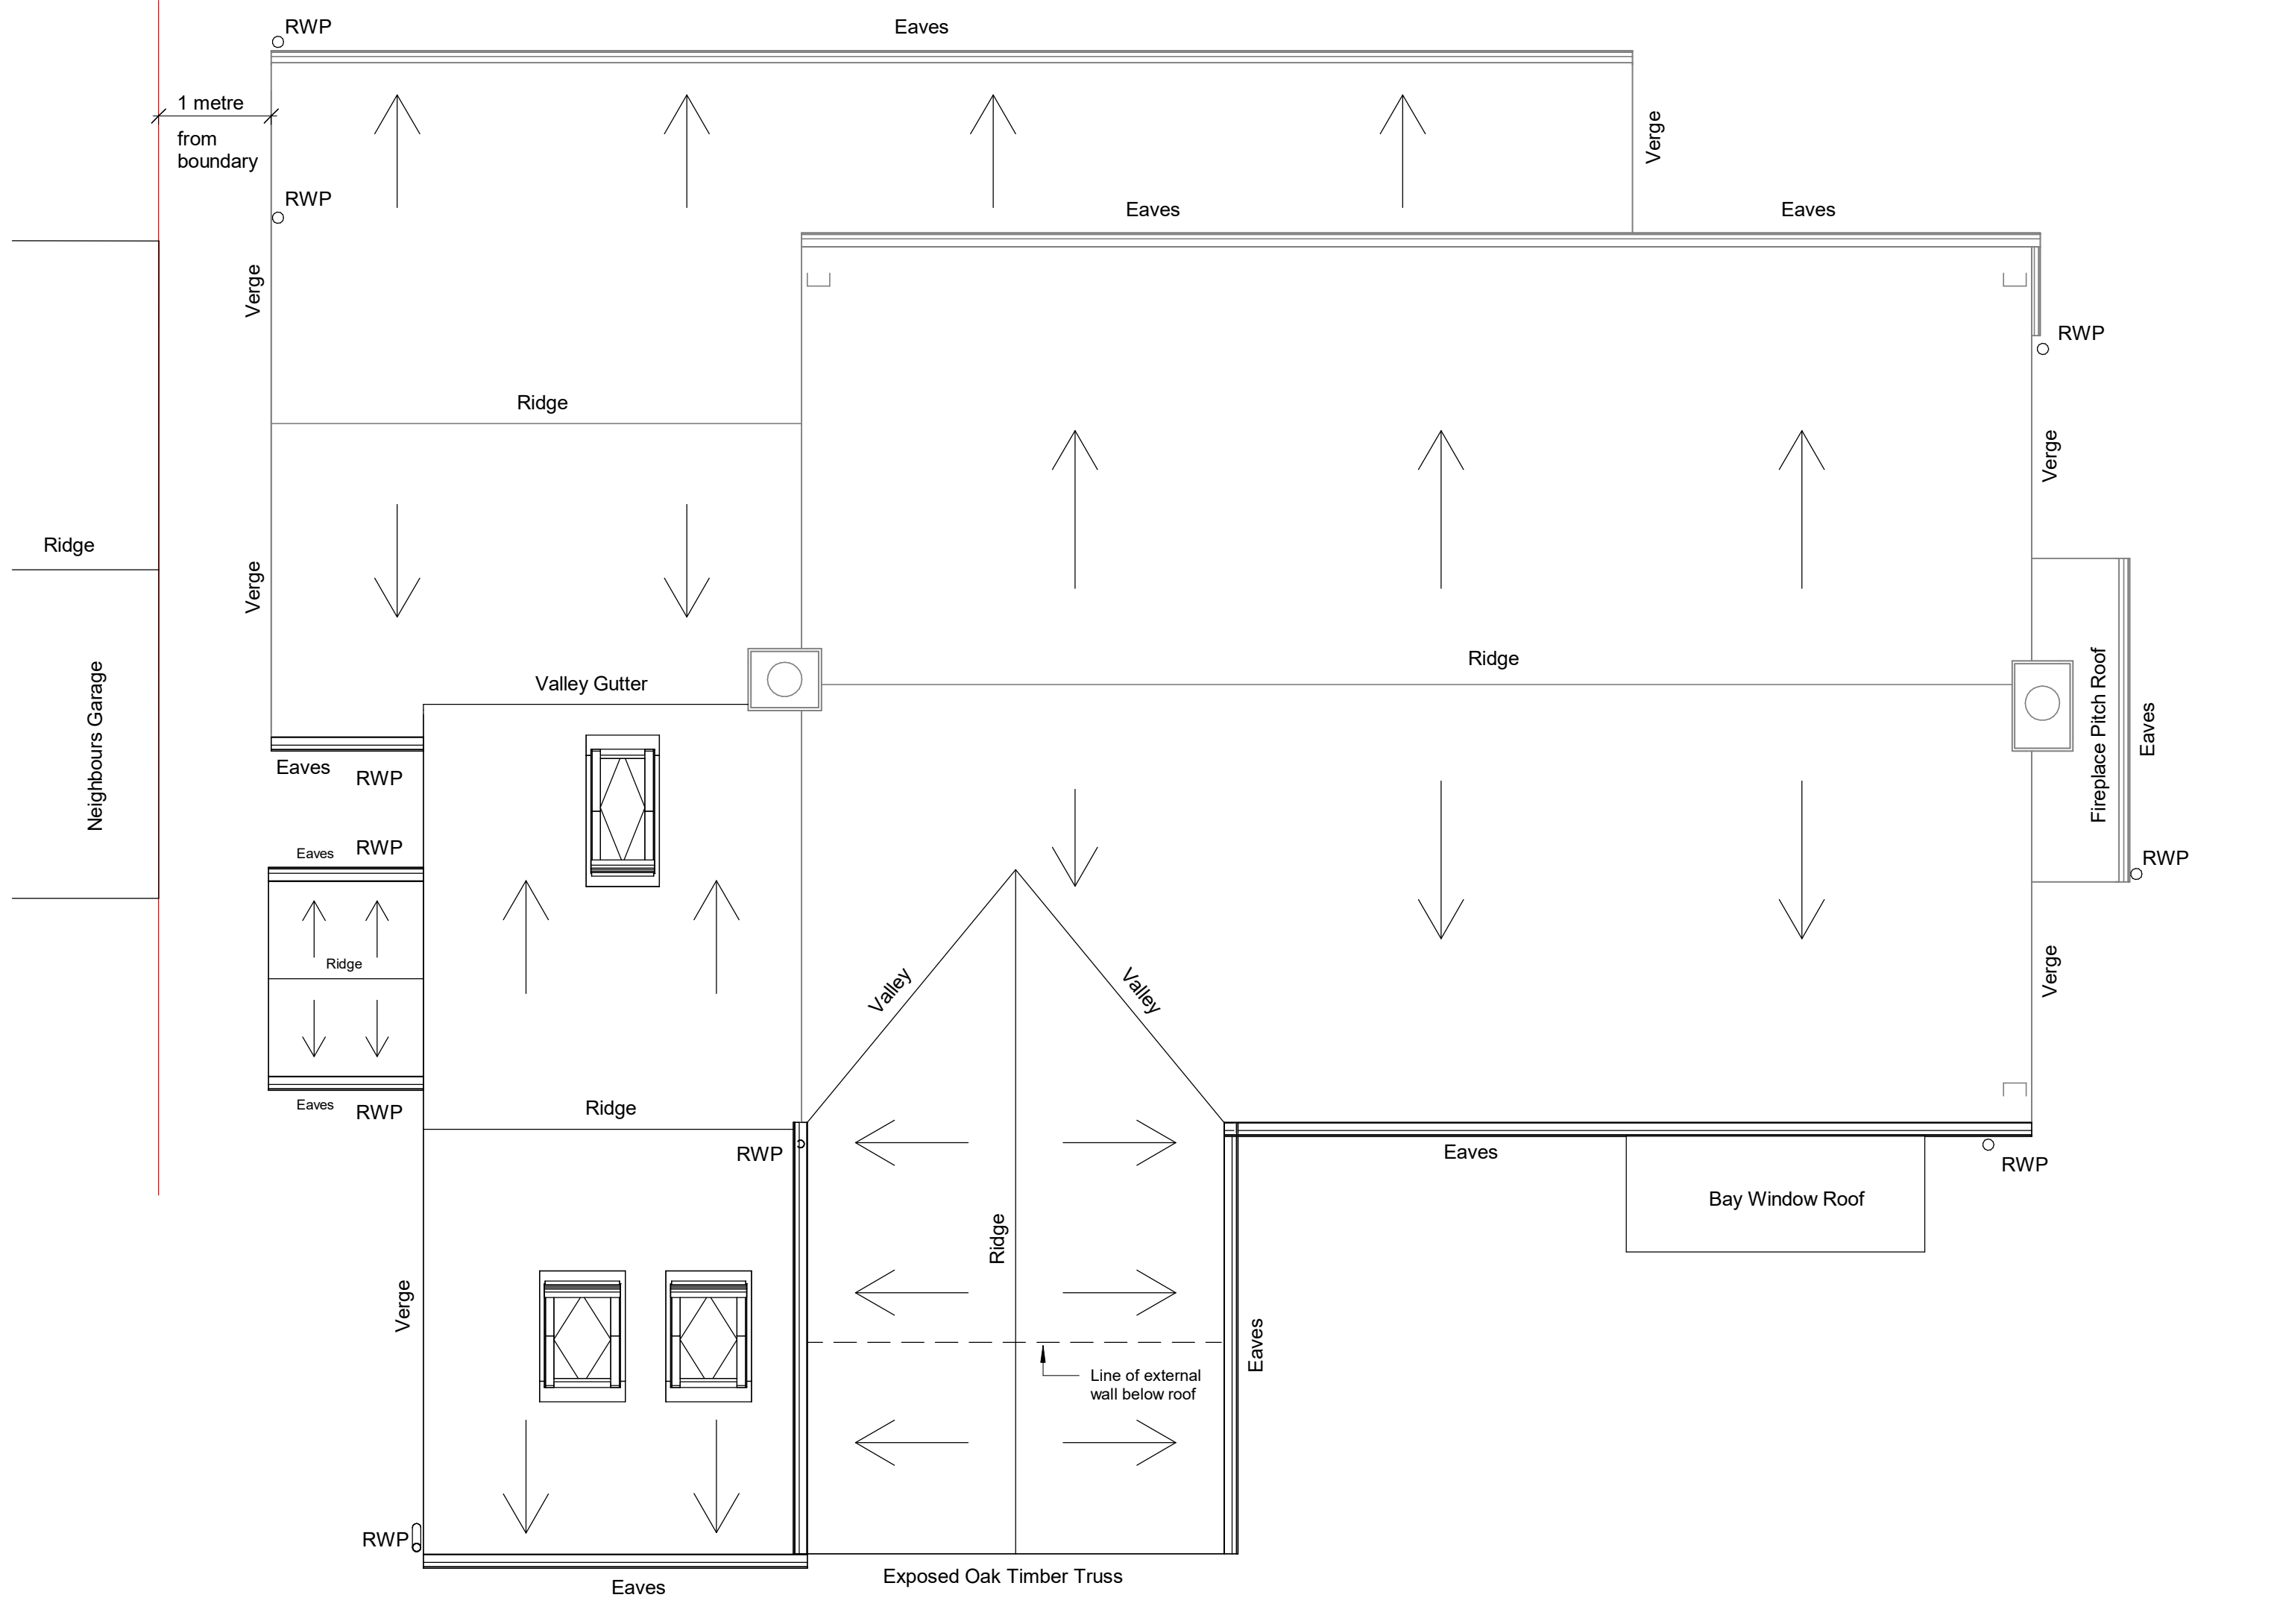 RWP
Eaves
1 metre
from
boundary
Verge
RWP
Eaves
Eaves
Verge
RWP
Ridge
Verge
Ridge
Verge
Ridge
Valley Gutter
Neighbours Garage
Fireplace Pitch Roof
Eaves
Eaves
RWP
Eaves
RWP
RWP
Ridge
Valley
Valley
Verge
Eaves
RWP
Ridge
RWP
Eaves
RWP
Bay Window Roof
Ridge
Verge
Eaves
Line of external
wall below roof
RWP
Exposed Oak Timber Truss
Eaves